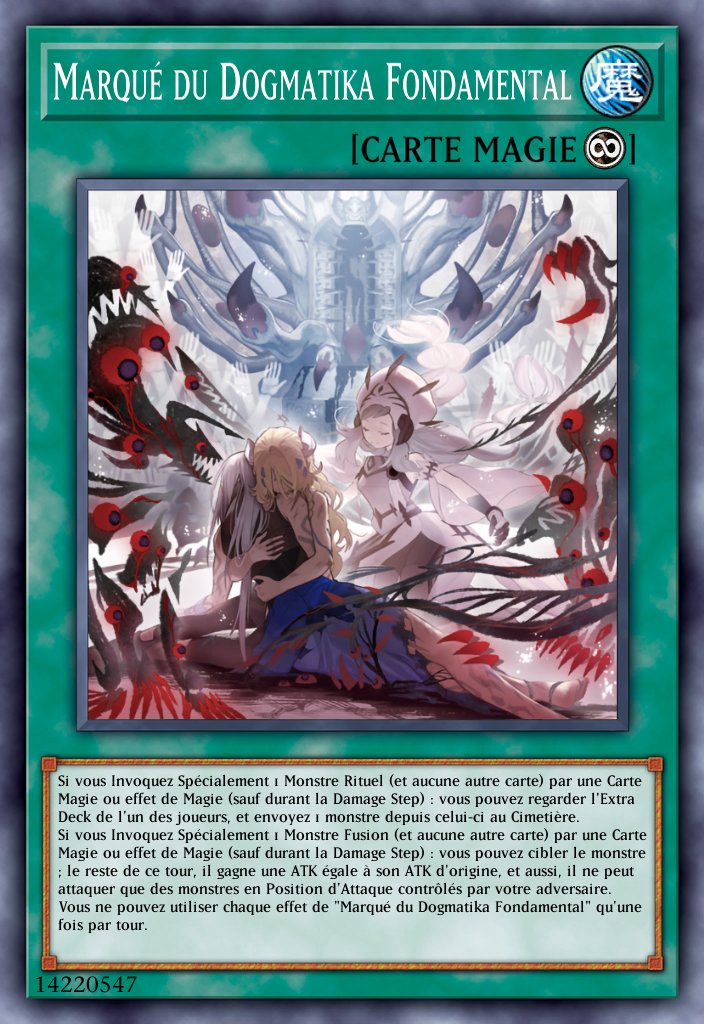 Marqué du Dogmatika Fondamental 魔
[CARTE MAGIE ]
Si vous Invoquez Spécialement 1 Monstre Rituel (et aucune autre carte) par une Carte
Magie ou effet de Magie (sauf durant la Damage Step) : vous pouvez regarder l'Extra
Deck de l'un des joueurs, et envoyez 1 monstre depuis celui-ci au Cimetière.
Si vous Invoquez Spécialement 1 Monstre Fusion (et aucune autre carte) par une Carte
Magie ou effet de Magie (sauf durant la Damage Step) : vous pouvez cibler le monstre
; le reste de ce tour, il gagne une ATK égale à son ATK d'origine, et aussi, il ne peut
attaquer que des monstres en Position d'Attaque contrôlés par votre adversaire.
Vous ne pouvez utiliser chaque effet de "Marqué du Dogmatika Fondamental" qu'une
fois par tour.
14220547